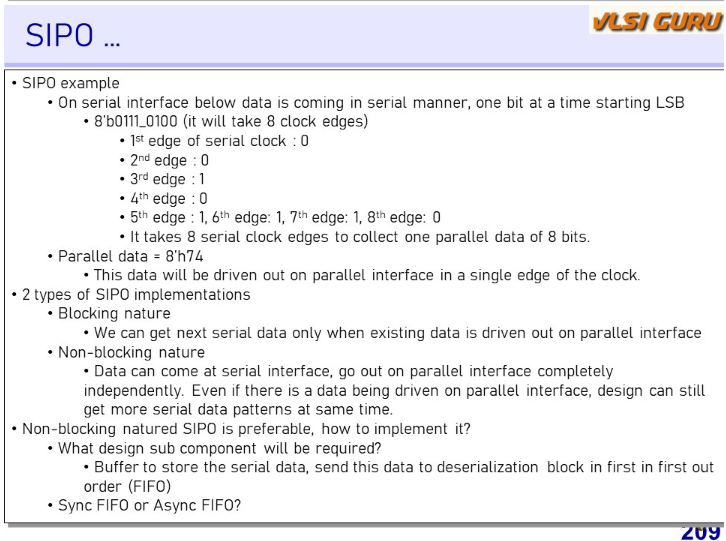 SIPO ...
VLSI GURU
• SIPO example
• On serial interface below data is coming in serial manner, one bit at a time starting LSB
• 8'b0111_0100 (it will take 8 clock edges)
• 1st edge of serial clock : 0
• 2nd edge : 0
• 3rd edge : 1
• 4th edge : 0
• 5th edge : 1, 6th edge: 1, 7th edge: 1, 8th edge: 0
• It takes 8 serial clock edges to collect one parallel data of 8 bits.
• Parallel data = 8'h74
• This data will be driven out on parallel interface in a single edge of the clock.
• 2 types of SIPO implementations
• Blocking nature
• We can get next serial data only when existing data is driven out on parallel interface
• Non-blocking nature
• Data can come at serial interface, go out on parallel interface completely
independently. Even if there is a data being driven on parallel interface, design can still
get more serial data patterns at same time.
• Non-blocking natured SIPO is preferable, how to implement it?
• What design sub component will be required?
• Buffer to store the serial data, send this data to deserialization block in first in first out
order (FIFO)
• Sync FIFO or Async FIFO?
209